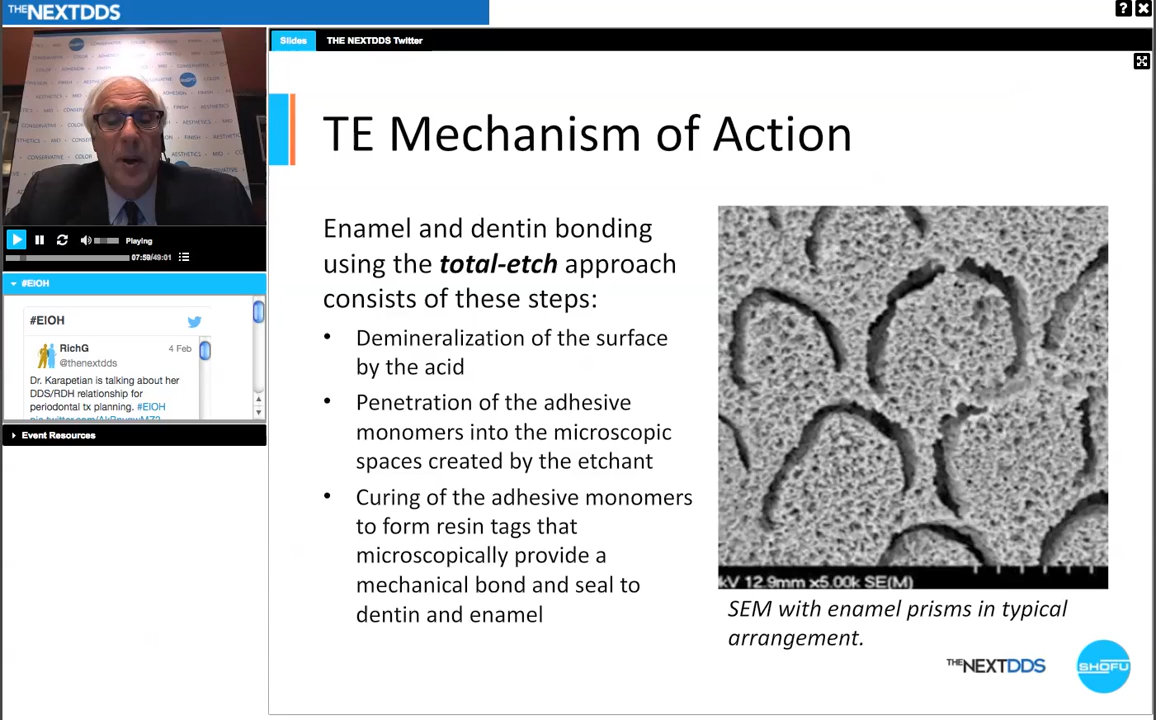 THENEXTDDS
? X
Slides THE NEXTDDS Twitter
TE Mechanism of Action
Enamel and dentin bonding
using the total-etch approach
consists of these steps:
• Demineralization of the surface
by the acid
• Penetration of the adhesive
monomers into the microscopic
spaces created by the etchant
• Curing of the adhesive monomers
to form resin tags that
microscopically provide a
mechanical bond and seal to
dentin and enamel
kV 12.9mm x5.00k SE(M)
SEM with enamel prisms in typical
arrangement.
THENEXTDDS
SHOFU
Playing
07:59/49:01
#EIOH
#EIOH
RichG 4 Feb
@thenextdds
Dr. Karapetian is talking about her
DDS/RDH relationship for
periodontal tx planning. #EIOH
Event Resources